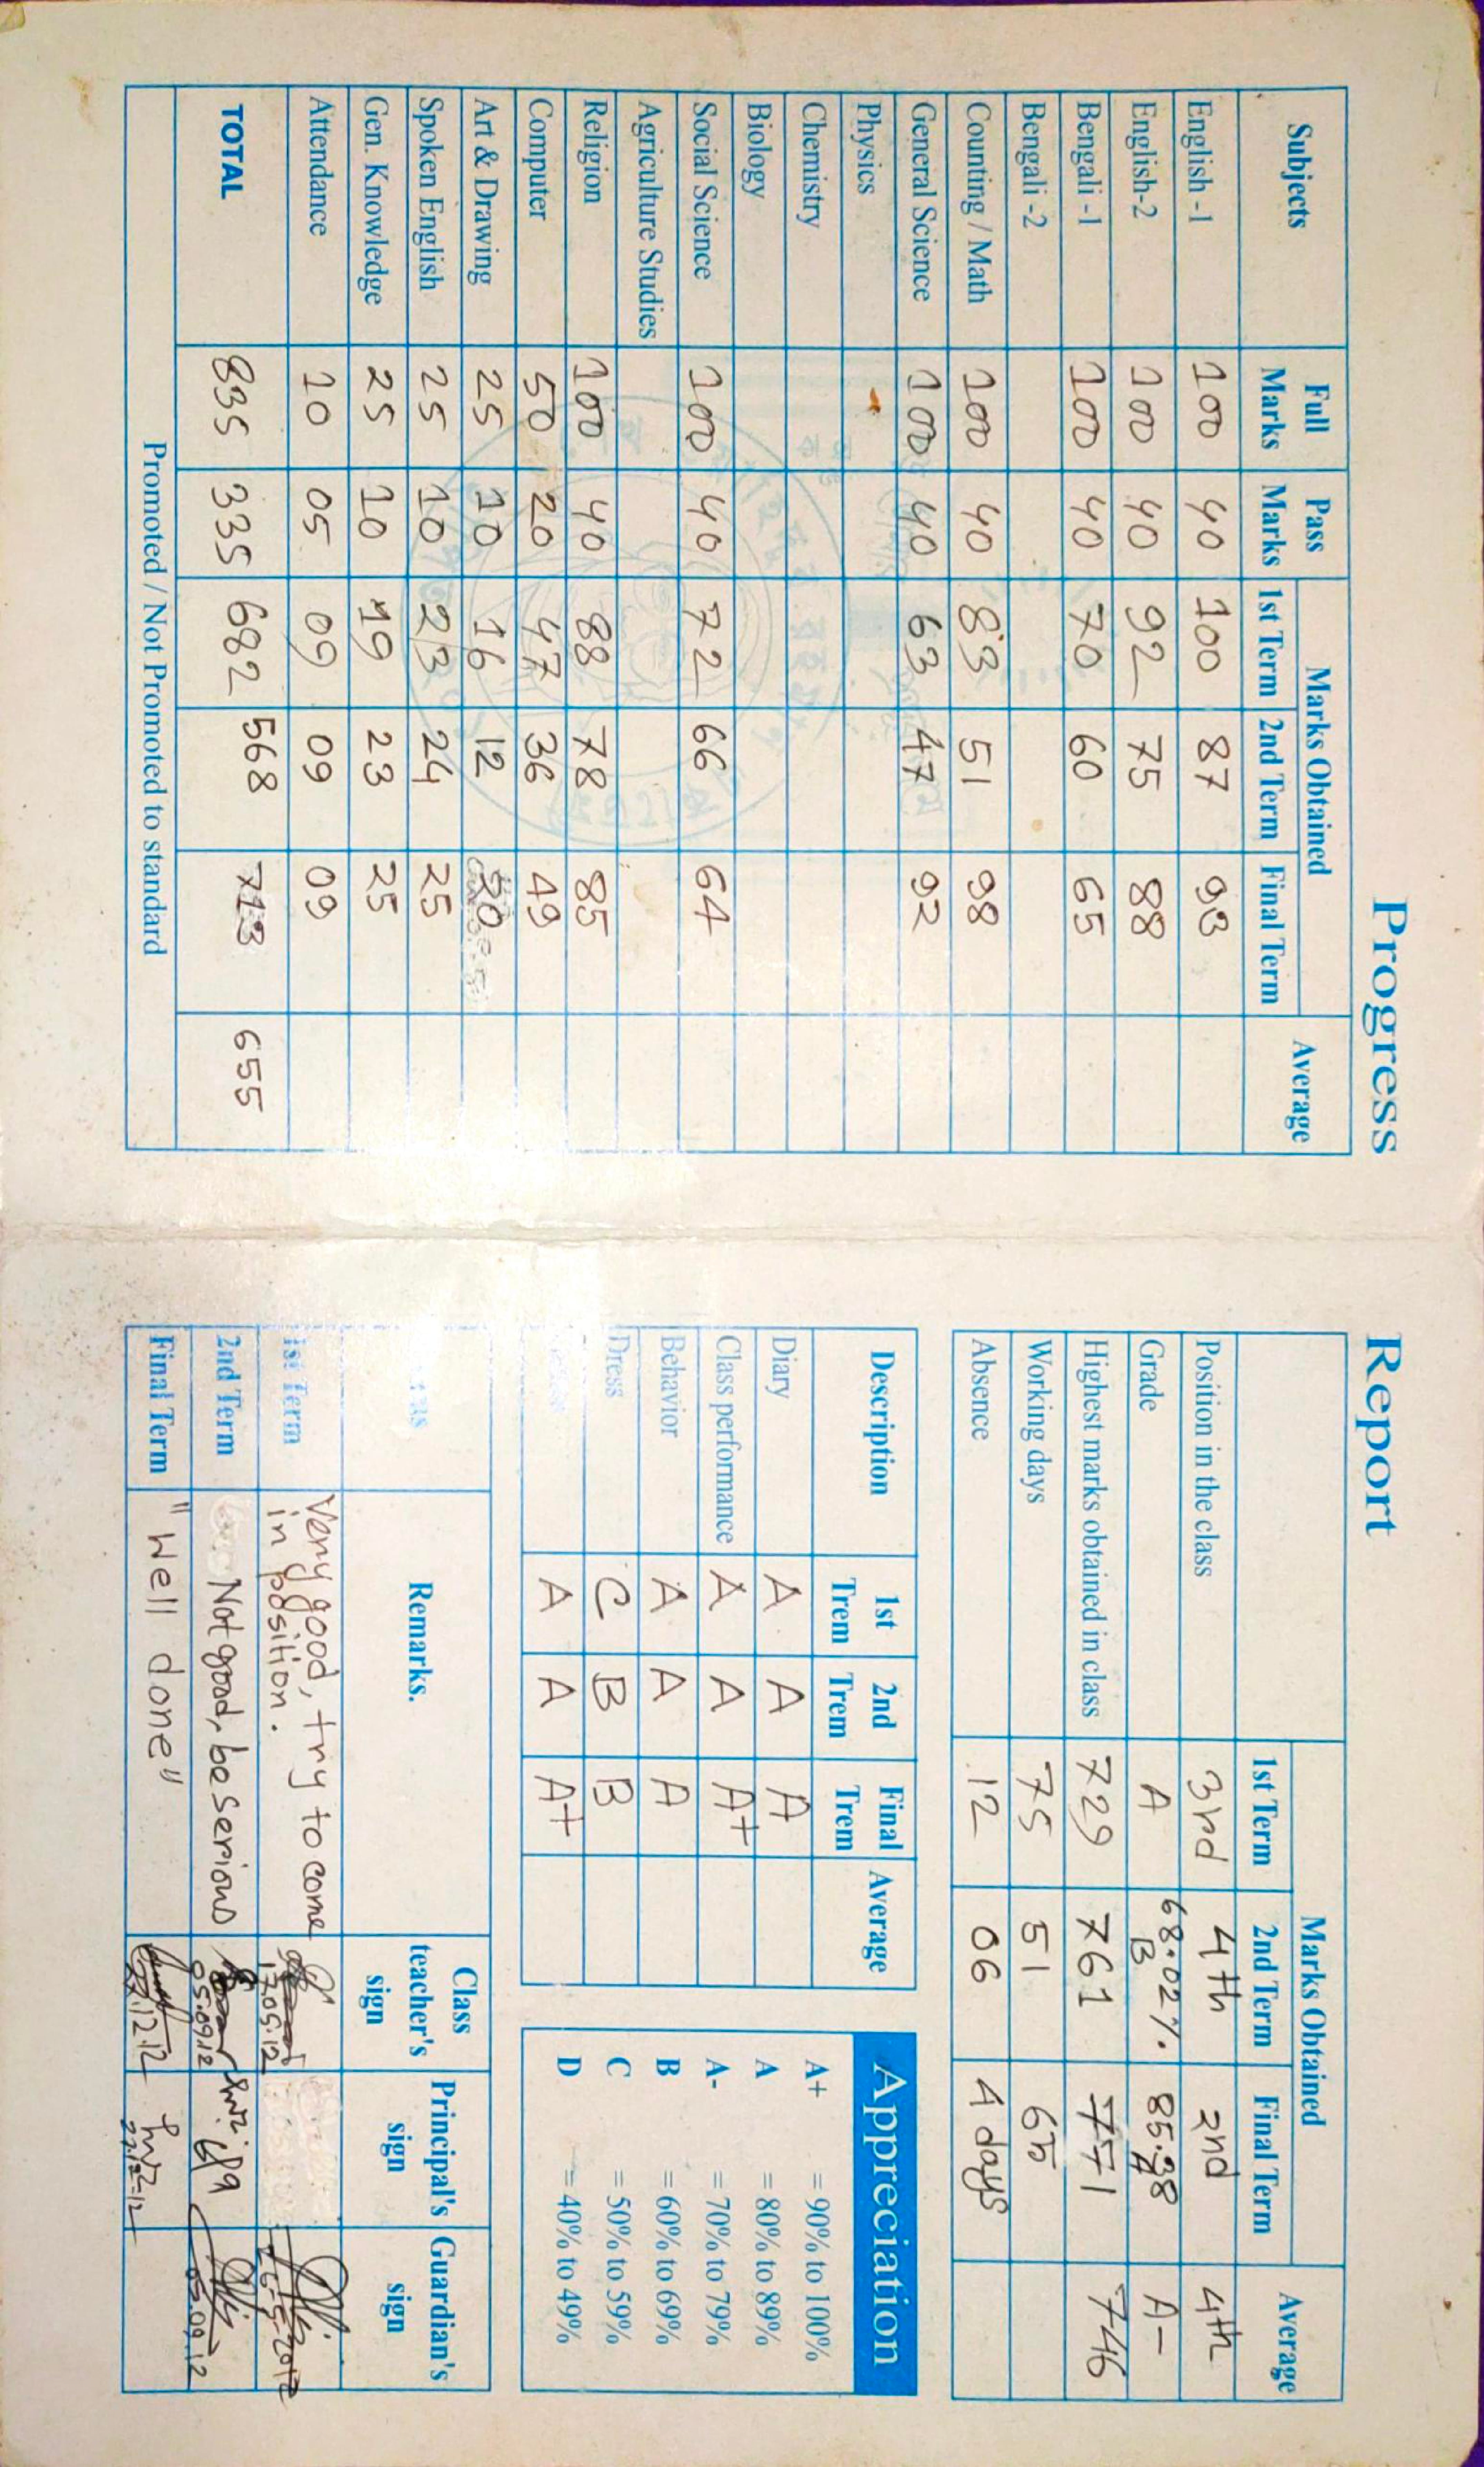 Progress Report
Subjects Full Marks Pass Marks Marks Obtained Average
1st Term 2nd Term Final Term
English -1 100 40 100 87 93
English-2 100 40 92 75 88
Bengali -1 100 40 70 60 65
Bengali -2
Counting / Math 100 40 83 51 98
General Science 100 40 63 47 92
Physics
Chemistry
Biology
Social Science 100 40 72 66 64
Agriculture Studies
Religion 100 40 88 78 85
Computer 50 20 47 36 49
Art & Drawing 25 10 16 12 20
Spoken English 25 10 23 24 25
Gen. Knowledge 25 10 19 23 25
Attendance 10 05 09 09 09
TOTAL 835 335 682 568 713 655
Promoted / Not Promoted to standard
Marks Obtained Average
1st Term 2nd Term Final Term
Position in the class 3rd 4th 2nd 4th
Grade A 68.02% B 85.38 A A-
Highest marks obtained in class 729 761 771 746
Working days 75 51 65
Absence 12 06 4 days
Description 1st Trem 2nd Trem Final Trem Average
Diary A A A
Class performance A A A+
Behavior A A A
Dress C B B
A A A+
Appreciation
A+ = 90% to 100%
A = 80% to 89%
A- = 70% to 79%
B = 60% to 69%
C = 50% to 59%
D = 40% to 49%
Remarks. Class teacher's sign Principal's sign Guardian's sign
1st Term Very good, try to come in position. 17.05.12 26-5-2012
2nd Term Not good, be serious 05.09.12 05.09.12
Final Term "Well done" 27.12.12 27.12.12